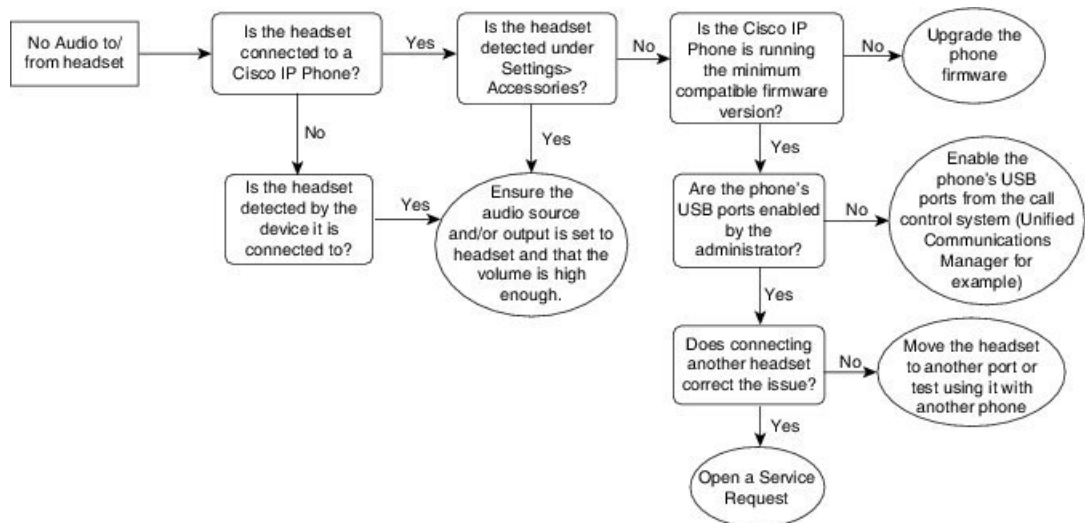 No Audio to/
from headset
Is the headset
connected to a
Cisco IP Phone?
Yes
Is the headset
detected under
Settings>
Accessories?
No
Is the Cisco IP
Phone is running
the minimum
compatible firmware
version?
No
Upgrade the
phone
firmware
No
Yes
Yes
Is the headset
detected by the
device it is
connected to?
Yes
Ensure the
audio source
and/or output is set to
headset and that the
volume is high
enough.
Are the phone's
USB ports enabled
by the
administrator?
No
Enable the
phone's USB
ports from the call
control system (Unified
Communications
Manager for
example)
Yes
Does connecting
another headset
correct the issue?
No
Move the headset
to another port or
test using it with
another phone
Yes
Open a Service
Request